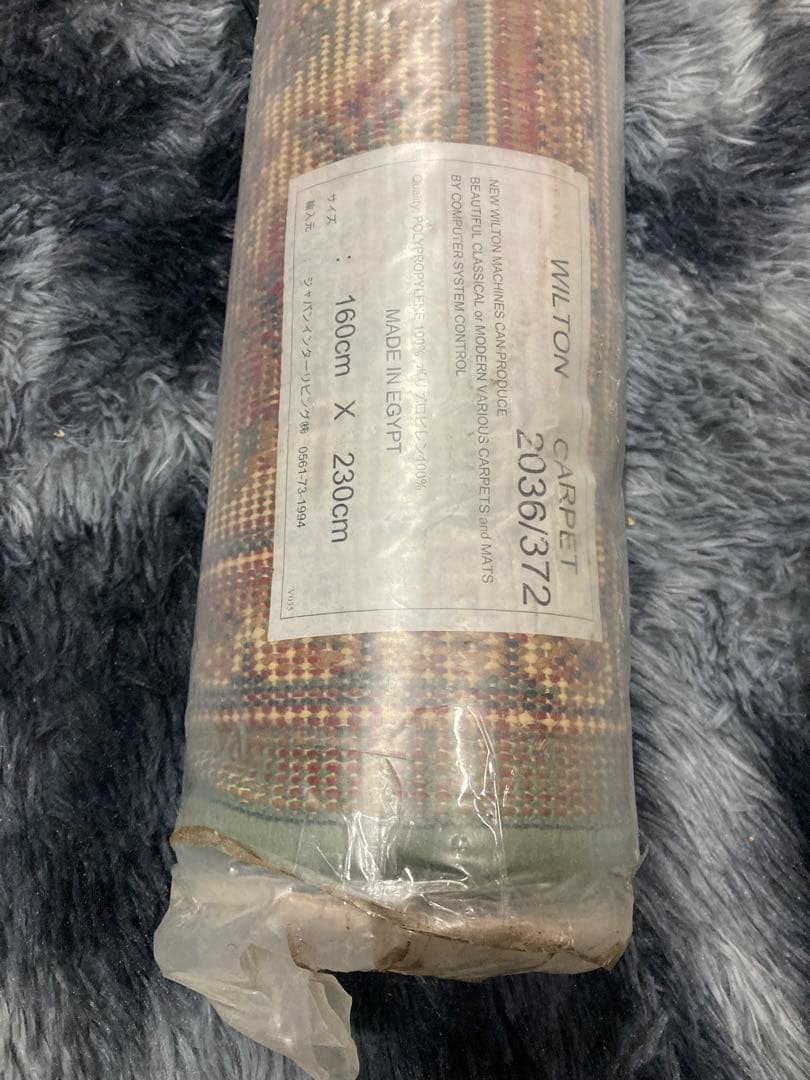 WILTON CARPET
2036/372
NEW WILTON MACHINES CAN PRODUCE
BEAUTIFUL CLASSICAL or MODERN VARIOUS CARPETS and MATS
BY COMPUTER SYSTEM CONTROL
Quality POLYPROPYLENE 100% ポリプロピレン100%
MADE IN EGYPT
サイズ : 160cm X 230cm
輸入元 : ジャパンインターリビング㈱ 0561-73-1994